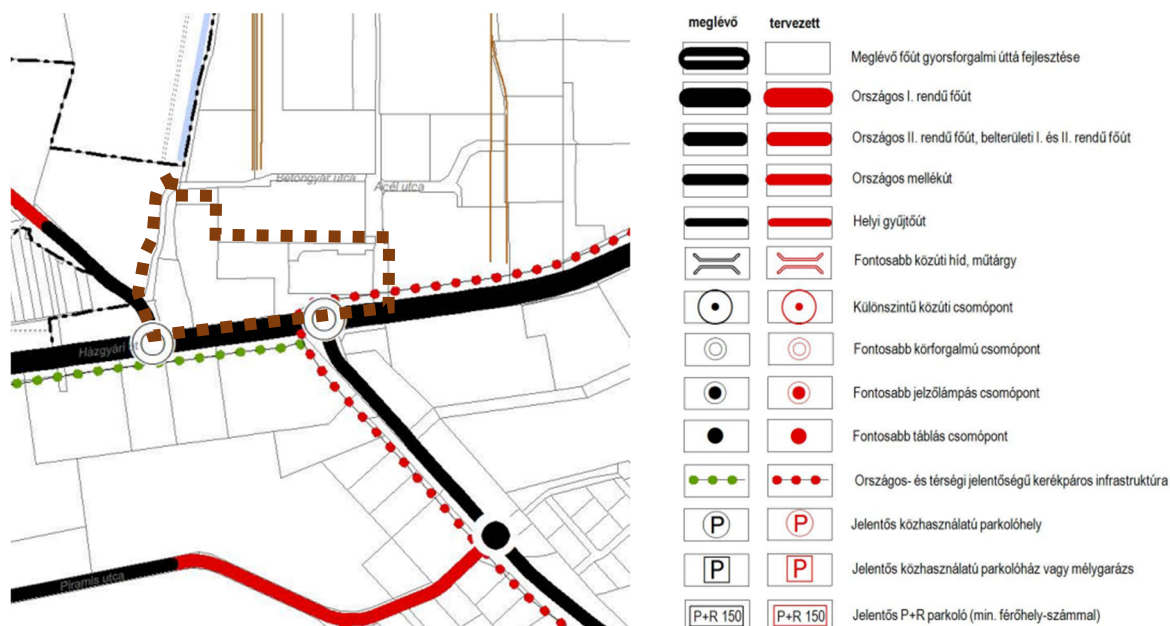 Betongyár utca
Acél utca
Házgyári út
Piramis utca
meglévő tervezett
Meglévő főút gyorsforgalmi úttá fejlesztése
Országos I. rendű főút
Országos II. rendű főút, belterületi I. és II. rendű főút
Országos mellékút
Helyi gyűjtőút
Fontosabb közúti híd, műtárgy
Különszintű közúti csomópont
Fontosabb körforgalmú csomópont
Fontosabb jelzőlámpás csomópont
Fontosabb táblás csomópont
Országos- és térségi jelentőségű kerékpáros infrastruktúra
P P Jelentős közhasználatú parkolóhely
P P Jelentős közhasználatú parkolóház vagy mélygarázs
P+R 150 P+R 150 Jelentős P+R parkoló (min. férőhely-számmal)